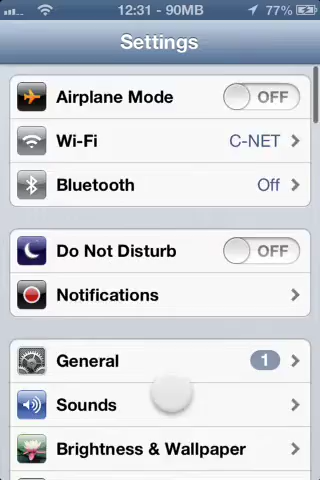 12:31 - 90MB
77%
Settings
Airplane Mode OFF
Wi-Fi C-NET
Bluetooth Off
Do Not Disturb OFF
Notifications
General 1
Sounds
Brightness & Wallpaper